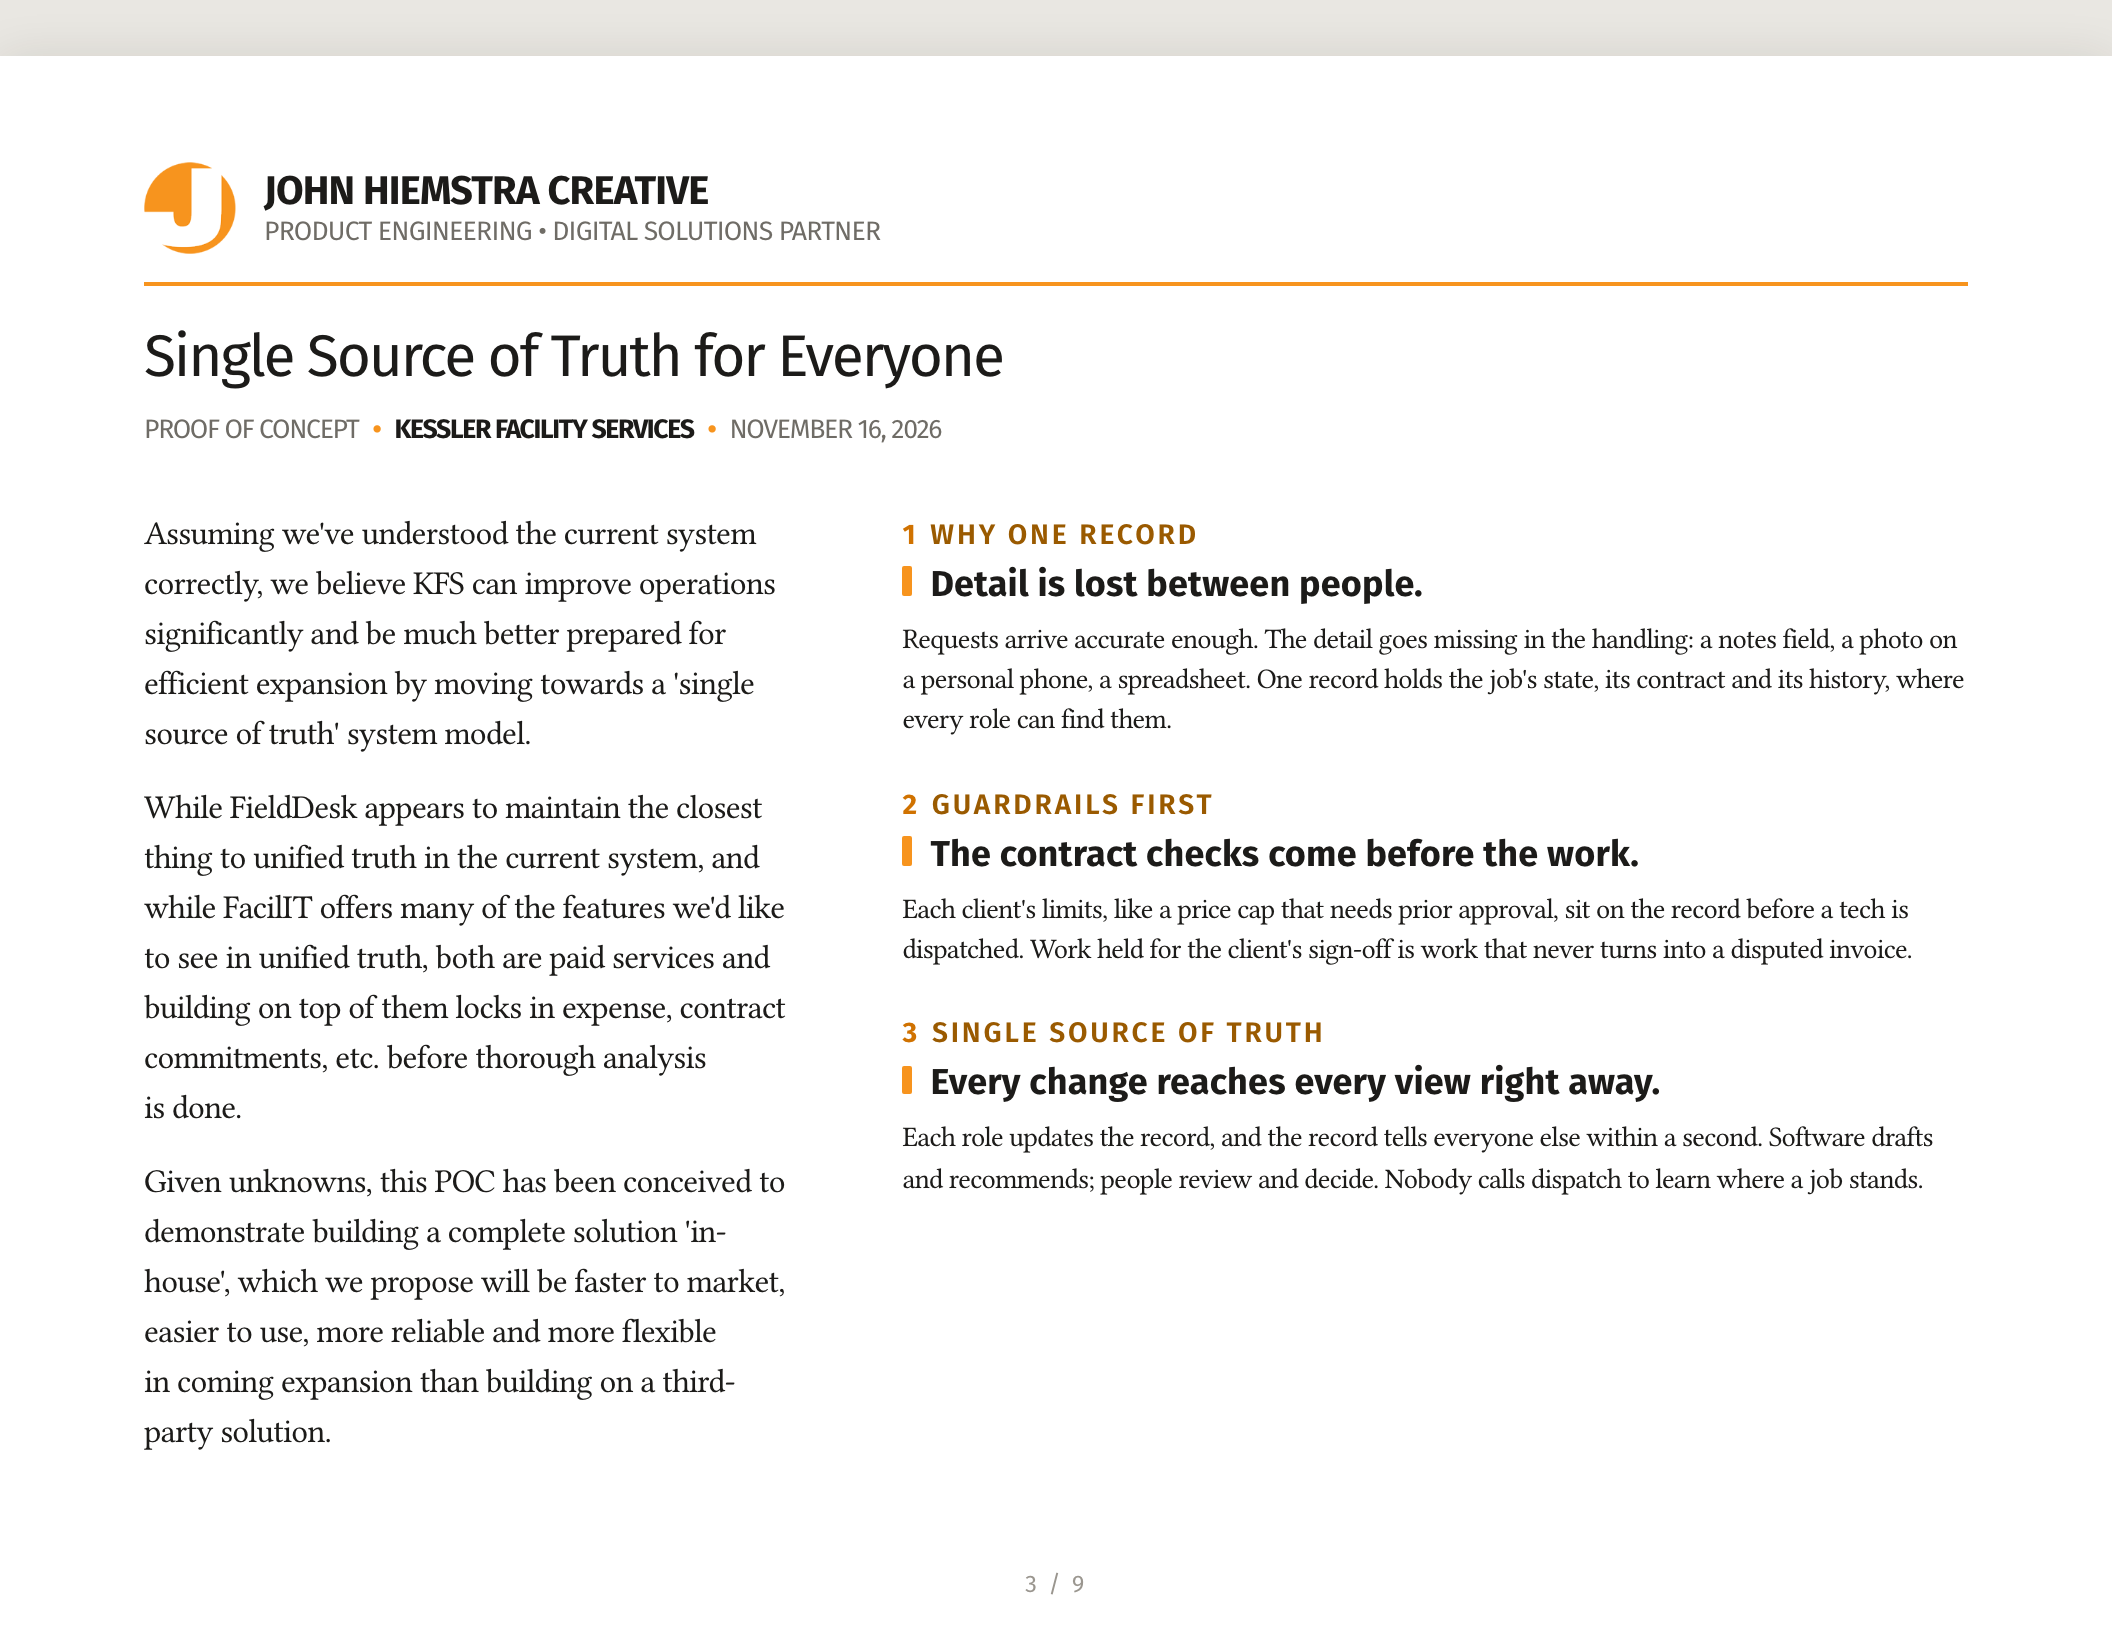 JOHN HIEMSTRA CREATIVE
PRODUCT ENGINEERING • DIGITAL SOLUTIONS PARTNER
Single Source of Truth for Everyone
PROOF OF CONCEPT • KESSLER FACILITY SERVICES • NOVEMBER 16, 2026
Assuming we've understood the current system
correctly, we believe KFS can improve operations
significantly and be much better prepared for
efficient expansion by moving towards a 'single
source of truth' system model.
While FieldDesk appears to maintain the closest
thing to unified truth in the current system, and
while FacilIT offers many of the features we'd like
to see in unified truth, both are paid services and
building on top of them locks in expense, contract
commitments, etc. before thorough analysis
is done.
Given unknowns, this POC has been conceived to
demonstrate building a complete solution 'in-
house', which we propose will be faster to market,
easier to use, more reliable and more flexible
in coming expansion than building on a third-
party solution.
1 WHY ONE RECORD
Detail is lost between people.
Requests arrive accurate enough. The detail goes missing in the handling: a notes field, a photo on
a personal phone, a spreadsheet. One record holds the job's state, its contract and its history, where
every role can find them.
2 GUARDRAILS FIRST
The contract checks come before the work.
Each client's limits, like a price cap that needs prior approval, sit on the record before a tech is
dispatched. Work held for the client's sign-off is work that never turns into a disputed invoice.
3 SINGLE SOURCE OF TRUTH
Every change reaches every view right away.
Each role updates the record, and the record tells everyone else within a second. Software drafts
and recommends; people review and decide. Nobody calls dispatch to learn where a job stands.
3 / 9